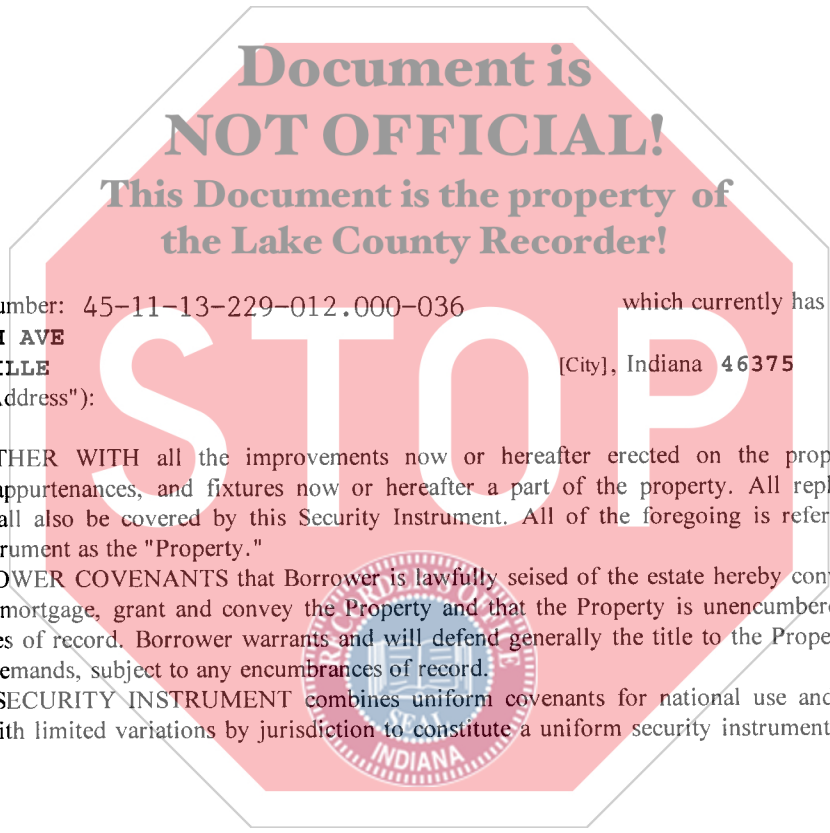 Document is
NOT OFFICIAL!
This Document is the property of
the Lake County Recorder!
umber: 45-11-13-229-012.000-036 which currently has
AVE
LLE [City], Indiana 46375
Address"):
STOP
THER WITH all the improvements now or hereafter erected on the prop
appurtenances, and fixtures now or hereafter a part of the property. All repl
all also be covered by this Security Instrument. All of the foregoing is refer
rument as the "Property."
OWER COVENANTS that Borrower is lawfully seised of the estate hereby conv
mortgage, grant and convey the Property and that the Property is unencumbere
es of record. Borrower warrants and will defend generally the title to the Prope
emands, subject to any encumbrances of record.
SECURITY INSTRUMENT combines uniform covenants for national use and
ith limited variations by jurisdiction to constitute a uniform security instrument
RECORDER'S OFFICE
SEAL
INDIANA